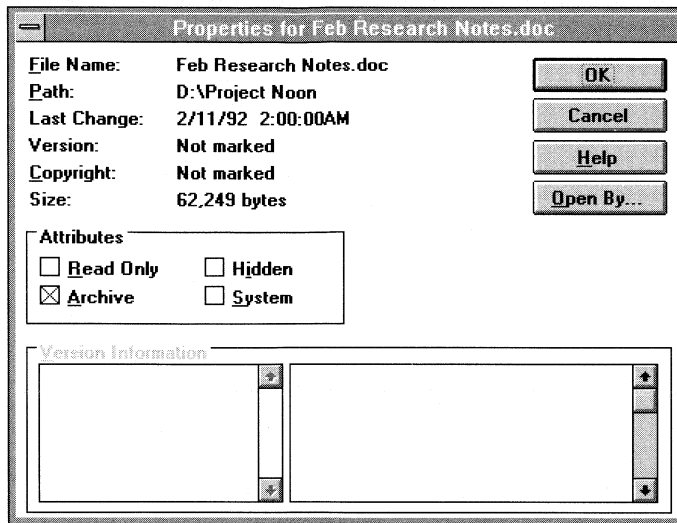 Properties for Feb Research Notes.doc
File Name: Feb Research Notes.doc
Path: D:\Project Noon
Last Change: 2/11/92 2:00:00AM
Version: Not marked
Copyright: Not marked
Size: 62,249 bytes
OK
Cancel
Help
Open By...
Attributes
Read Only Hidden
Archive System
Version Information